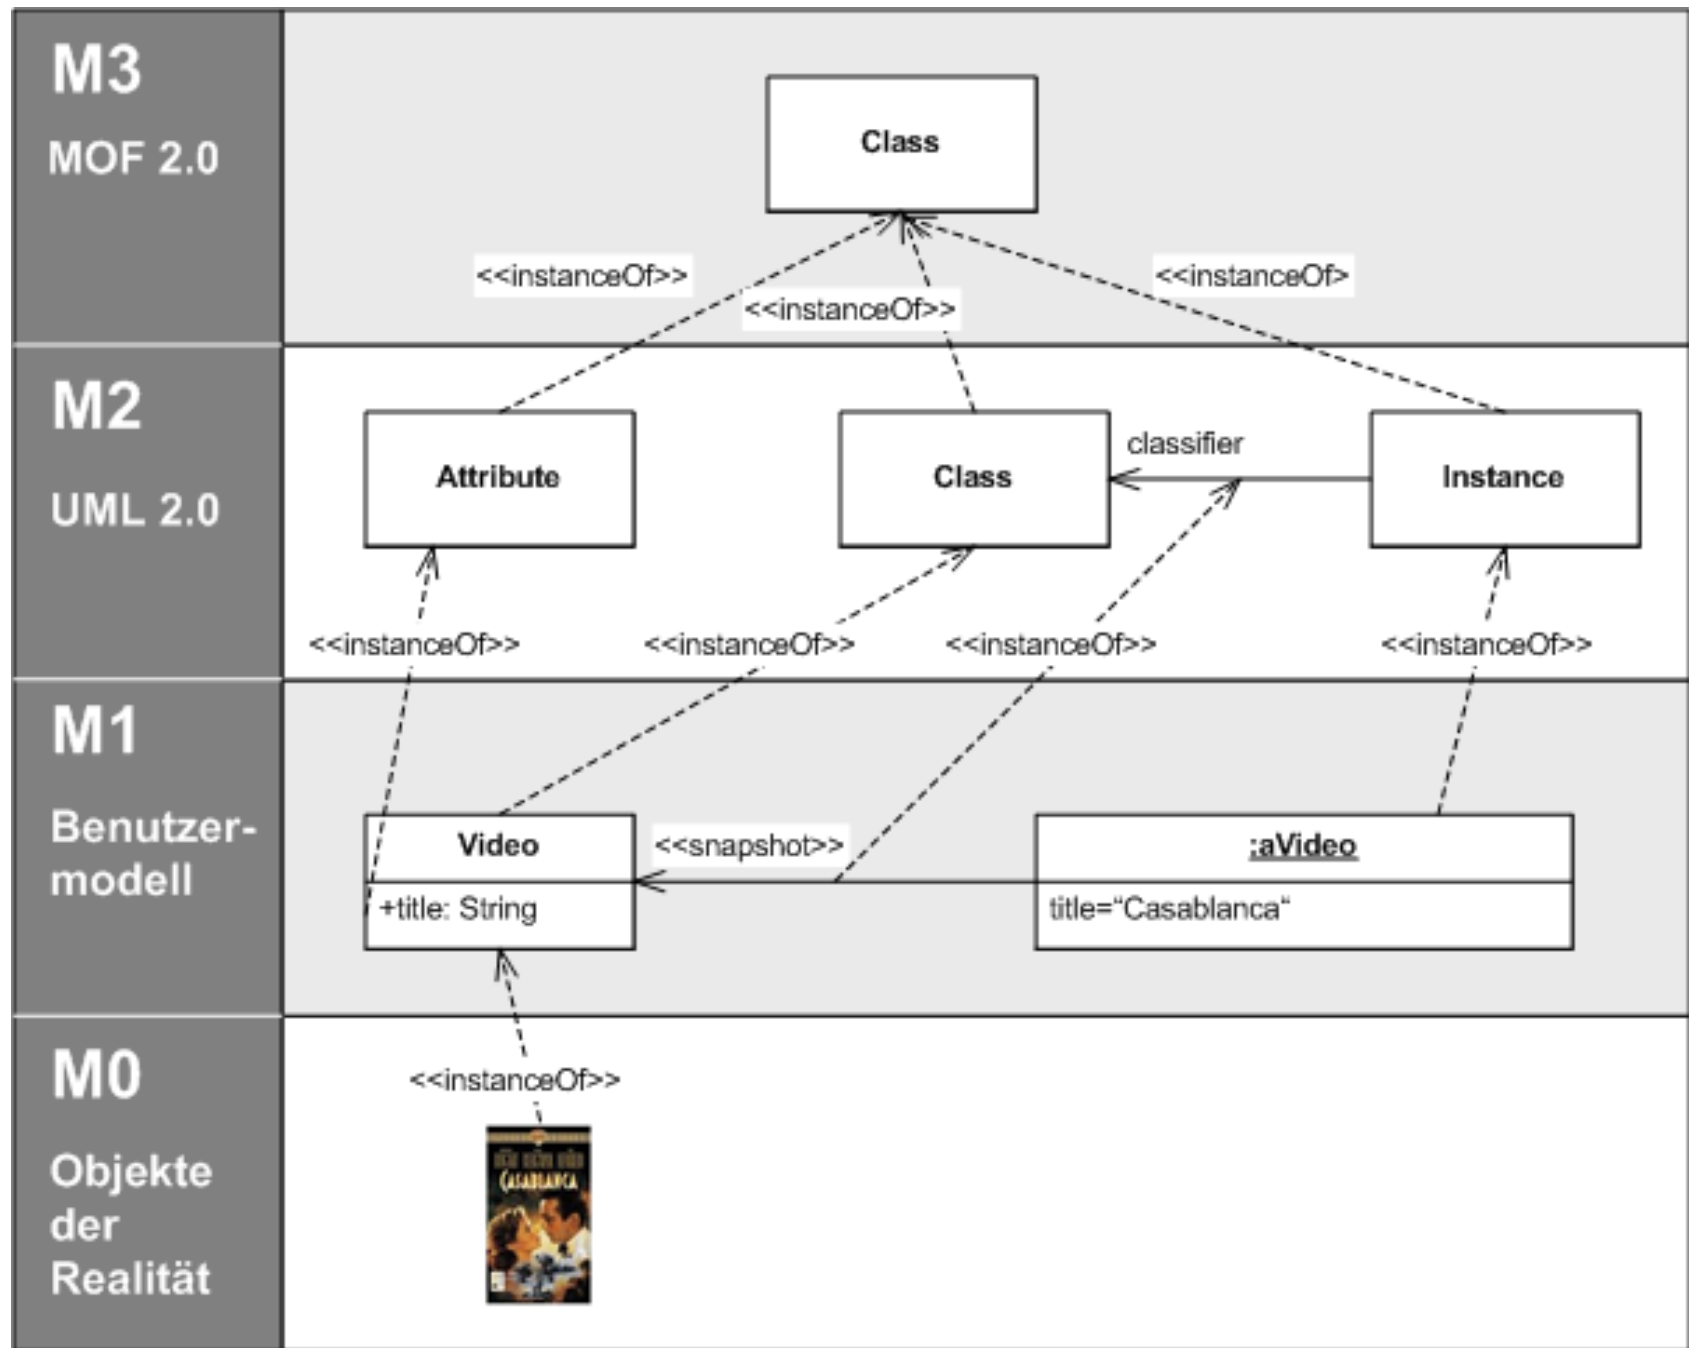 M3
MOF 2.0
Class
<<instanceOf>>
<<instanceOf>
<<instanceOf>>
M2
UML 2.0
Attribute
Class
classifier
Instance
<<instanceOf>>
<<instanceOf>>
<<instanceOf>>
<<instanceOf>>
M1
Benutzer-
modell
Video
+title: String
<<snapshot>>
:aVideo
title=“Casablanca“
M0
Objekte
der
Realität
<<instanceOf>>
CASABLANCA